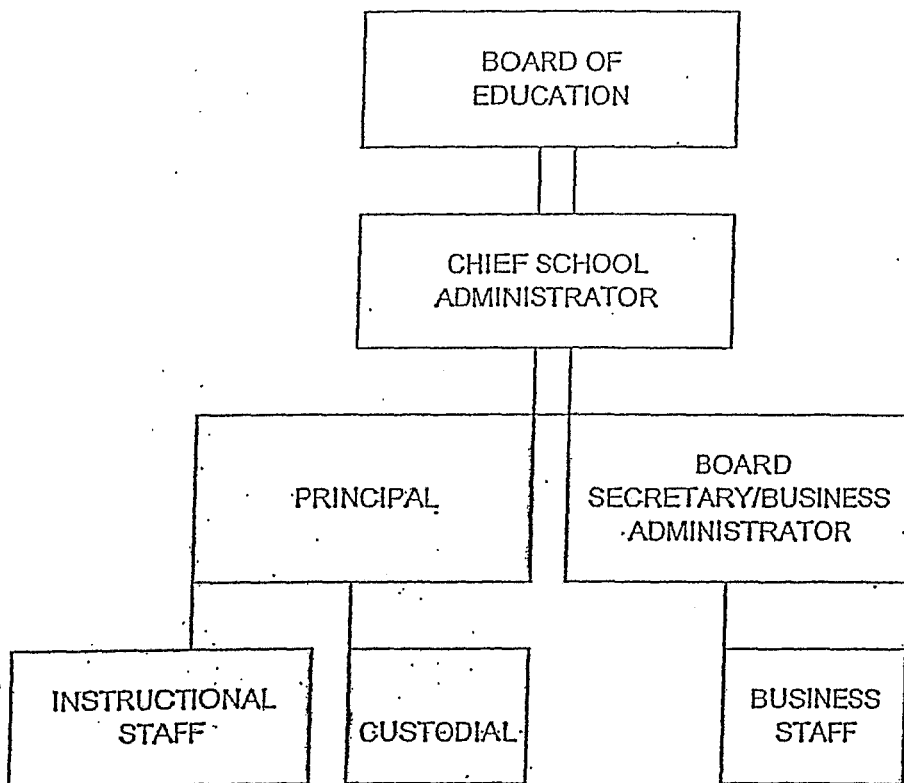 BOARD OF
EDUCATION
CHIEF SCHOOL
ADMINISTRATOR
PRINCIPAL
BOARD
SECRETARY/BUSINESS
ADMINISTRATOR
INSTRUCTIONAL
STAFF
CUSTODIAL
BUSINESS
STAFF